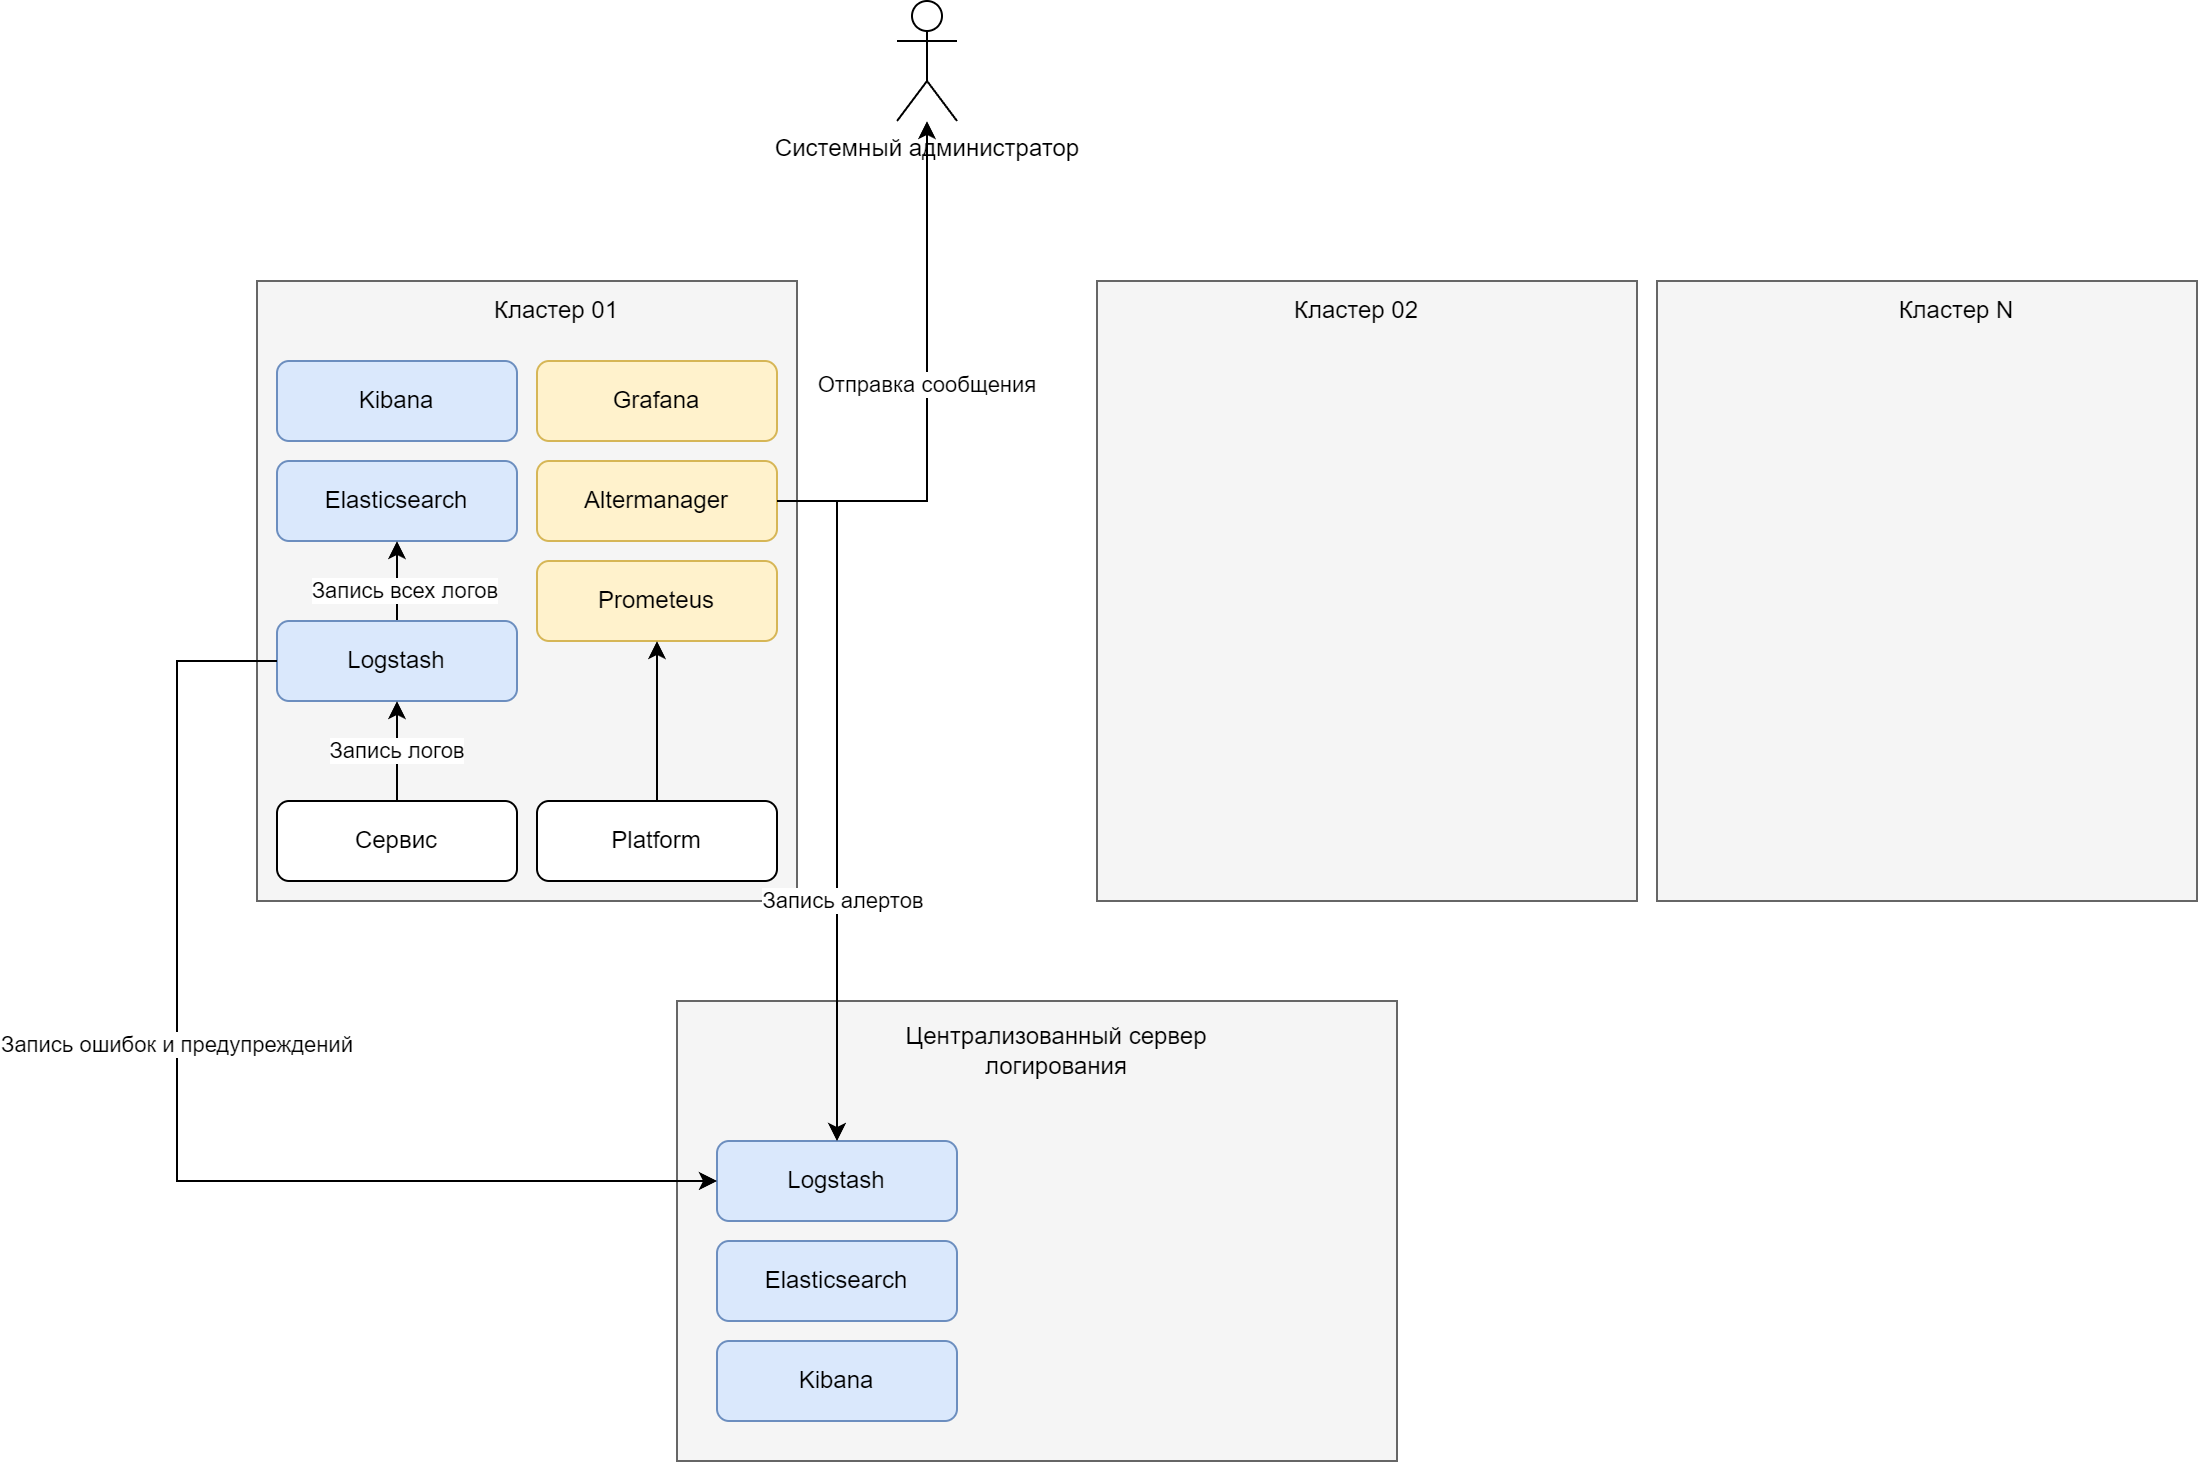 Системный администратор
Кластер 01
Кластер 02
Кластер N
Kibana
Grafana
Отправка сообщения
Elasticsearch
Altermanager
Запись всех логов
Prometeus
Logstash
Запись логов
Сервис
Platform
Запись алертов
Запись ошибок и предупреждений
Централизованный сервер
логирования
Logstash
Elasticsearch
Kibana